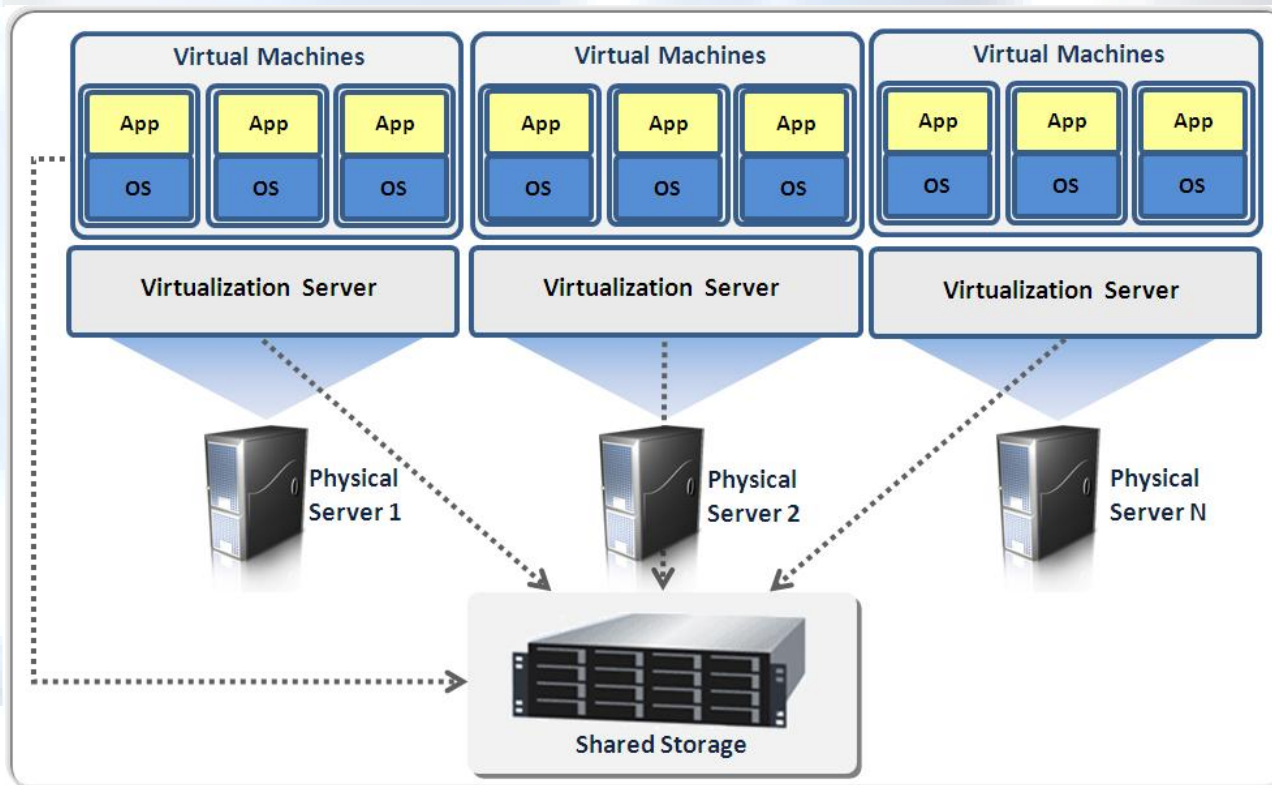 Virtual Machines
Virtual Machines
Virtual Machines
App
App
App
App
App
App
App
App
App
OS
OS
OS
OS
OS
OS
OS
OS
OS
Virtualization Server
Virtualization Server
Virtualization Server
Physical
Server 1
Physical
Server 2
Physical
Server N
Shared Storage